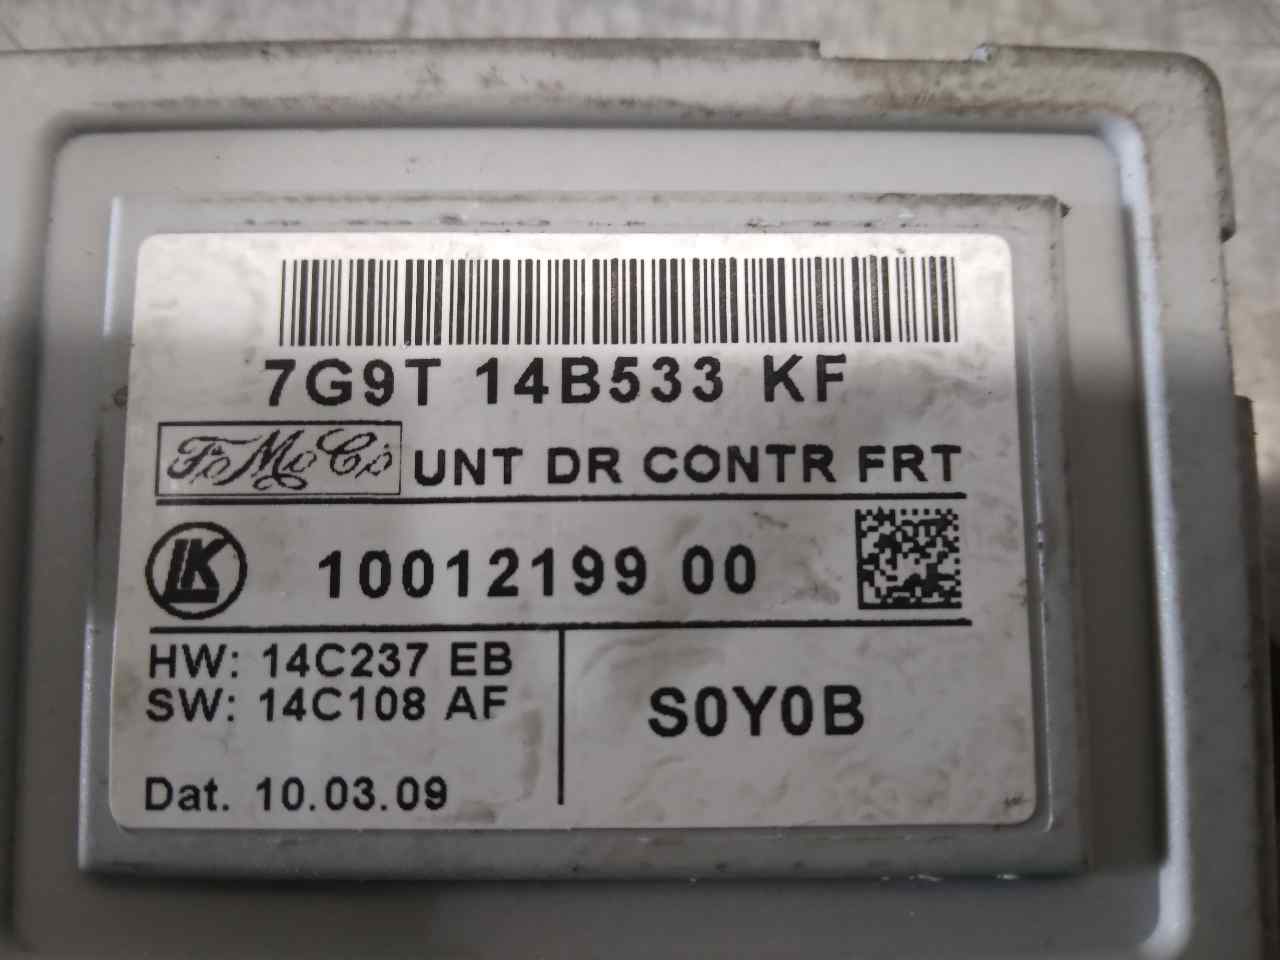 7G9T 14B533 KF
FoMoCo UNT DR CONTR FRT
LK 10012199 00
HW: 14C237 EB
SW: 14C108 AF
S0Y0B
Dat. 10.03.09